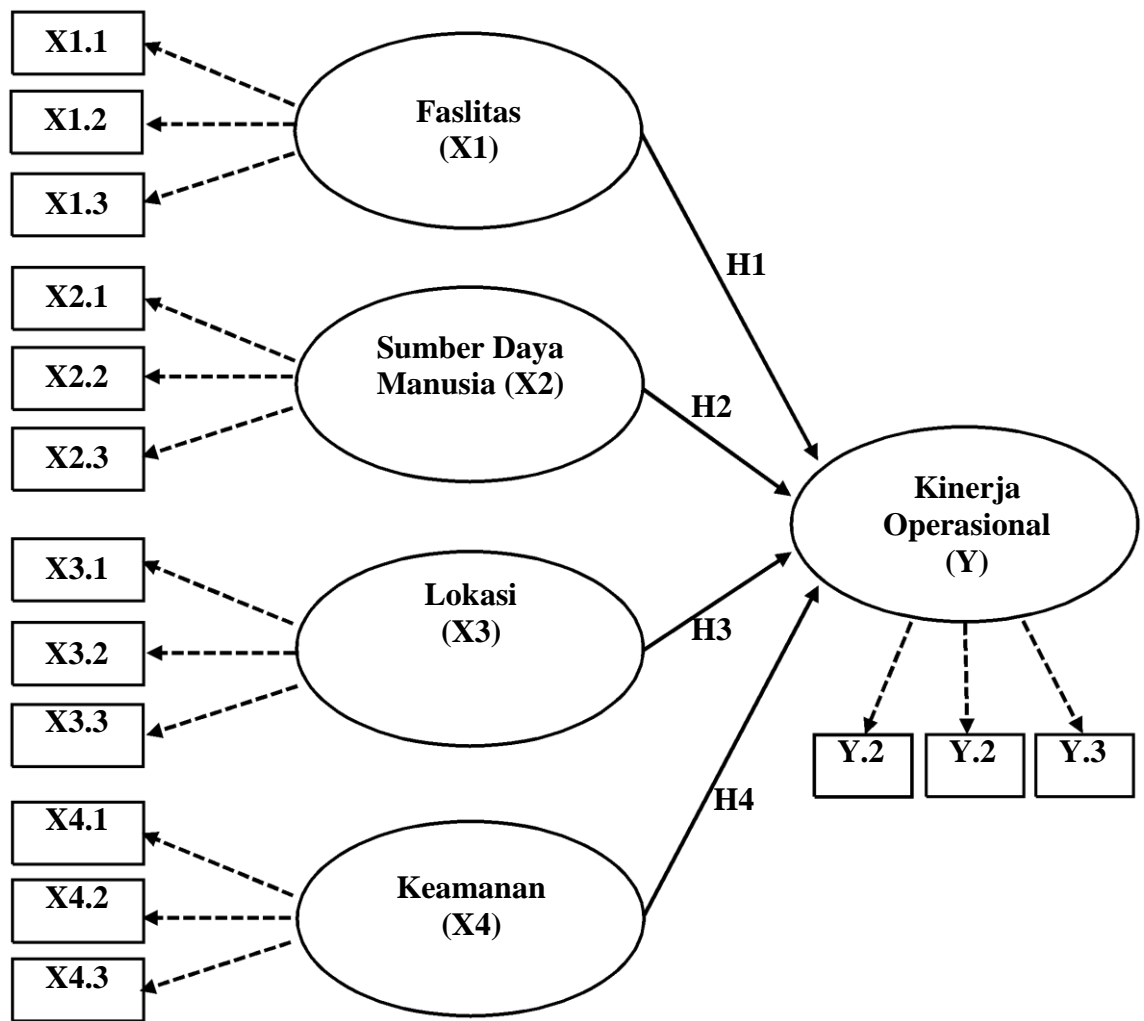 X1.1
X1.2
X1.3
Faslitas
(X1)
H1
X2.1
X2.2
X2.3
Sumber Daya
Manusia (X2)
H2
X3.1
X3.2
X3.3
Lokasi
(X3)
H3
X4.1
X4.2
X4.3
Keamanan
(X4)
H4
Kinerja
Operasional
(Y)
Y.2
Y.2
Y.3